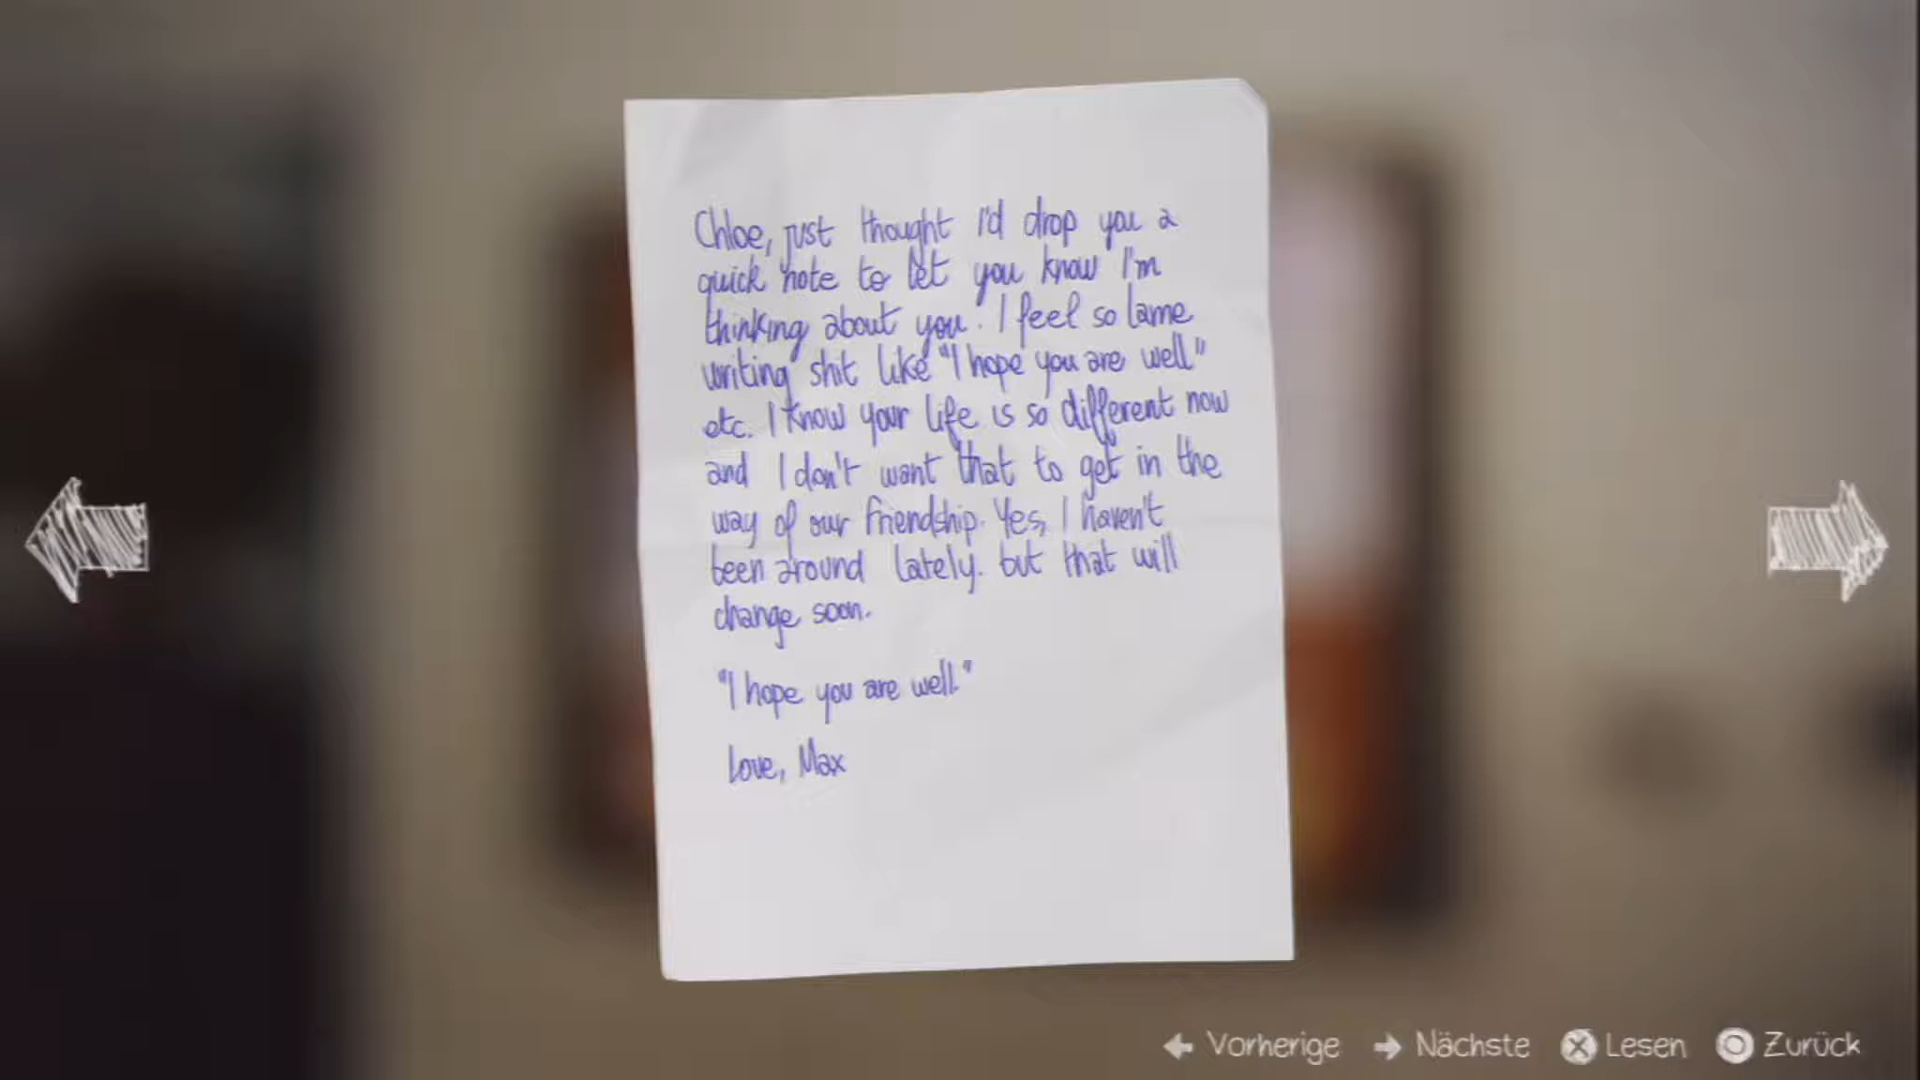 Chloe, just thought I'd drop you a
quick note to let you know I'm
thinking about you. I feel so lame
writing shit like "I hope you are well"
etc. I know your life is so different now
and I don't want that to get in the
way of our friendship. Yes, I haven't
been around lately. but that will
change soon.
"I hope you are well."
Love, Max
Vorherige Nächste Lesen Zurück